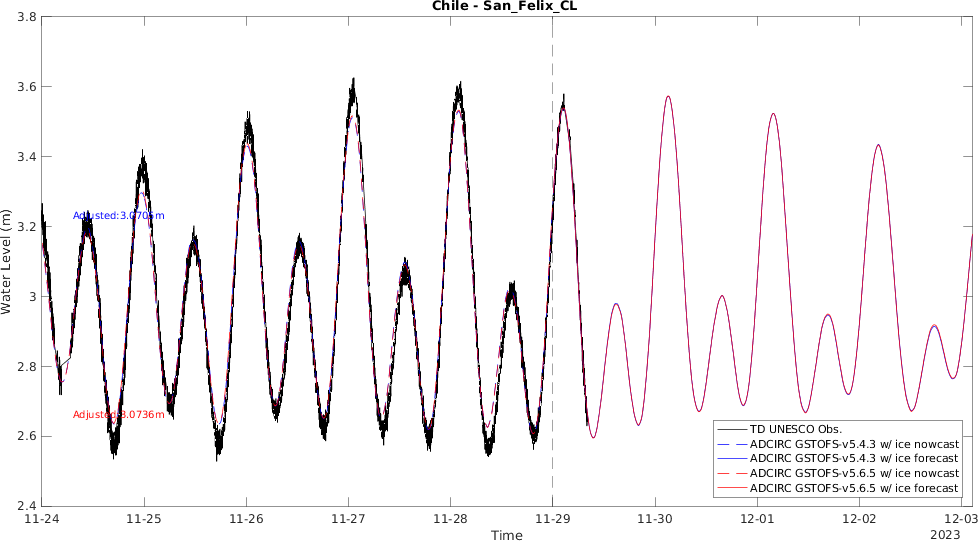 Chile - San_Felix_CL
3.8
3.6
3.4
3.2
3
2.8
2.6
2.4
Water Level (m)
Adjusted:3.0705m
Adjusted:3.0736m
TD UNESCO Obs.
ADCIRC GSTOFS-v5.4.3 w/ ice nowcast
ADCIRC GSTOFS-v5.4.3 w/ ice forecast
ADCIRC GSTOFS-v5.6.5 w/ ice nowcast
ADCIRC GSTOFS-v5.6.5 w/ ice forecast
11-24 11-25 11-26 11-27 11-28 11-29 11-30 12-01 12-02 12-03
Time
2023